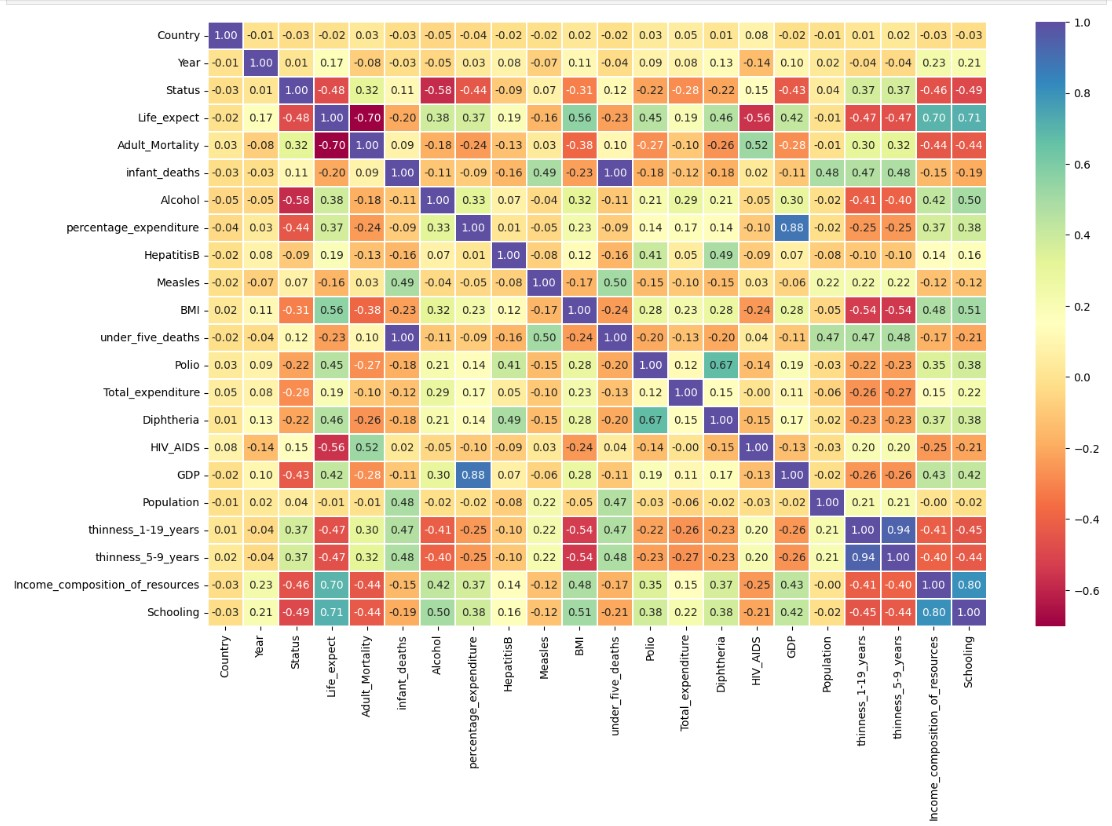 Country 1.00 -0.01 -0.03 -0.02 0.03 -0.03 -0.05 -0.04 -0.02 -0.02 0.02 -0.02 0.03 0.05 0.01 0.08 -0.02 -0.01 0.01 0.02 -0.03 -0.03
Year -0.01 1.00 0.01 0.17 -0.08 -0.03 -0.05 0.03 0.08 -0.07 0.11 -0.04 0.09 0.08 0.13 -0.14 0.10 0.02 -0.04 -0.04 0.23 0.21
Status -0.03 0.01 1.00 -0.48 0.32 0.11 -0.58 -0.44 -0.09 0.07 -0.31 0.12 -0.22 -0.28 -0.22 0.15 -0.43 0.04 0.37 0.37 -0.46 -0.49
Life_expect -0.02 0.17 -0.48 1.00 -0.70 -0.20 0.38 0.37 0.19 -0.16 0.56 -0.23 0.45 0.19 0.46 -0.56 0.42 -0.01 -0.47 -0.47 0.70 0.71
Adult_Mortality 0.03 -0.08 0.32 -0.70 1.00 0.09 -0.18 -0.24 -0.13 0.03 -0.38 0.10 -0.27 -0.10 -0.26 0.52 -0.28 -0.01 0.30 0.32 -0.44 -0.44
infant_deaths -0.03 -0.03 0.11 -0.20 0.09 1.00 -0.11 -0.09 -0.16 0.49 -0.23 1.00 -0.18 -0.12 -0.18 0.02 -0.11 0.48 0.47 0.48 -0.15 -0.19
Alcohol -0.05 -0.05 -0.58 0.38 -0.18 -0.11 1.00 0.33 0.07 -0.04 0.32 -0.11 0.21 0.29 0.21 -0.05 0.30 -0.02 -0.41 -0.40 0.42 0.50
percentage_expenditure -0.04 0.03 -0.44 0.37 -0.24 -0.09 0.33 1.00 0.01 -0.05 0.23 -0.09 0.14 0.17 0.14 -0.10 0.88 -0.02 -0.25 -0.25 0.37 0.38
HepatitisB -0.02 0.08 -0.09 0.19 -0.13 -0.16 0.07 0.01 1.00 -0.08 0.12 -0.16 0.41 0.05 0.49 -0.09 0.07 -0.08 -0.10 -0.10 0.14 0.16
Measles -0.02 -0.07 0.07 -0.16 0.03 0.49 -0.04 -0.05 -0.08 1.00 -0.17 0.50 -0.15 -0.10 -0.15 0.03 -0.06 0.22 0.22 0.22 -0.12 -0.12
BMI 0.02 0.11 -0.31 0.56 -0.38 -0.23 0.32 0.23 0.12 -0.17 1.00 -0.24 0.28 0.23 0.28 -0.24 0.28 -0.05 -0.54 -0.54 0.48 0.51
under_five_deaths -0.02 -0.04 0.12 -0.23 0.10 1.00 -0.11 -0.09 -0.16 0.50 -0.24 1.00 -0.20 -0.13 -0.20 0.04 -0.11 0.47 0.47 0.48 -0.17 -0.21
Polio 0.03 0.09 -0.22 0.45 -0.27 -0.18 0.21 0.14 0.41 -0.15 0.28 -0.20 1.00 0.12 0.67 -0.14 0.19 -0.03 -0.22 -0.23 0.35 0.38
Total_expenditure 0.05 0.08 -0.28 0.19 -0.10 -0.12 0.29 0.17 0.05 -0.10 0.23 -0.13 0.12 1.00 0.15 -0.00 0.11 -0.06 -0.26 -0.27 0.15 0.22
Diphtheria 0.01 0.13 -0.22 0.46 -0.26 -0.18 0.21 0.14 0.49 -0.15 0.28 -0.20 0.67 0.15 1.00 -0.15 0.17 -0.02 -0.23 -0.23 0.37 0.38
HIV_AIDS 0.08 -0.14 0.15 -0.56 0.52 0.02 -0.05 -0.10 -0.09 0.03 -0.24 0.04 -0.14 -0.00 -0.15 1.00 -0.13 -0.03 0.20 0.20 -0.25 -0.21
GDP -0.02 0.10 -0.43 0.42 -0.28 -0.11 0.30 0.88 0.07 -0.06 0.28 -0.11 0.19 0.11 0.17 -0.13 1.00 -0.02 -0.26 -0.26 0.43 0.42
Population -0.01 0.02 0.04 -0.01 -0.01 0.48 -0.02 -0.02 -0.08 0.22 -0.05 0.47 -0.03 -0.06 -0.02 -0.03 -0.02 1.00 0.21 0.21 -0.00 -0.02
thinness_1-19_years 0.01 -0.04 0.37 -0.47 0.30 0.47 -0.41 -0.25 -0.10 0.22 -0.54 0.47 -0.22 -0.26 -0.23 0.20 -0.26 0.21 1.00 0.94 -0.41 -0.45
thinness_5-9_years 0.02 -0.04 0.37 -0.47 0.32 0.48 -0.40 -0.25 -0.10 0.22 -0.54 0.48 -0.23 -0.27 -0.23 0.20 -0.26 0.21 0.94 1.00 -0.40 -0.44
Income_composition_of_resources -0.03 0.23 -0.46 0.70 -0.44 -0.15 0.42 0.37 0.14 -0.12 0.48 -0.17 0.35 0.15 0.37 -0.25 0.43 -0.00 -0.41 -0.40 1.00 0.80
Schooling -0.03 0.21 -0.49 0.71 -0.44 -0.19 0.50 0.38 0.16 -0.12 0.51 -0.21 0.38 0.22 0.38 -0.21 0.42 -0.02 -0.45 -0.44 0.80 1.00
Country
Year
Status
Life_expect
Adult_Mortality
infant_deaths
Alcohol
percentage_expenditure
HepatitisB
Measles
BMI
under_five_deaths
Polio
Total_expenditure
Diphtheria
HIV_AIDS
GDP
Population
thinness_1-19_years
thinness_5-9_years
Income_composition_of_resources
Schooling
1.0
0.8
0.6
0.4
0.2
0.0
−0.2
−0.4
−0.6